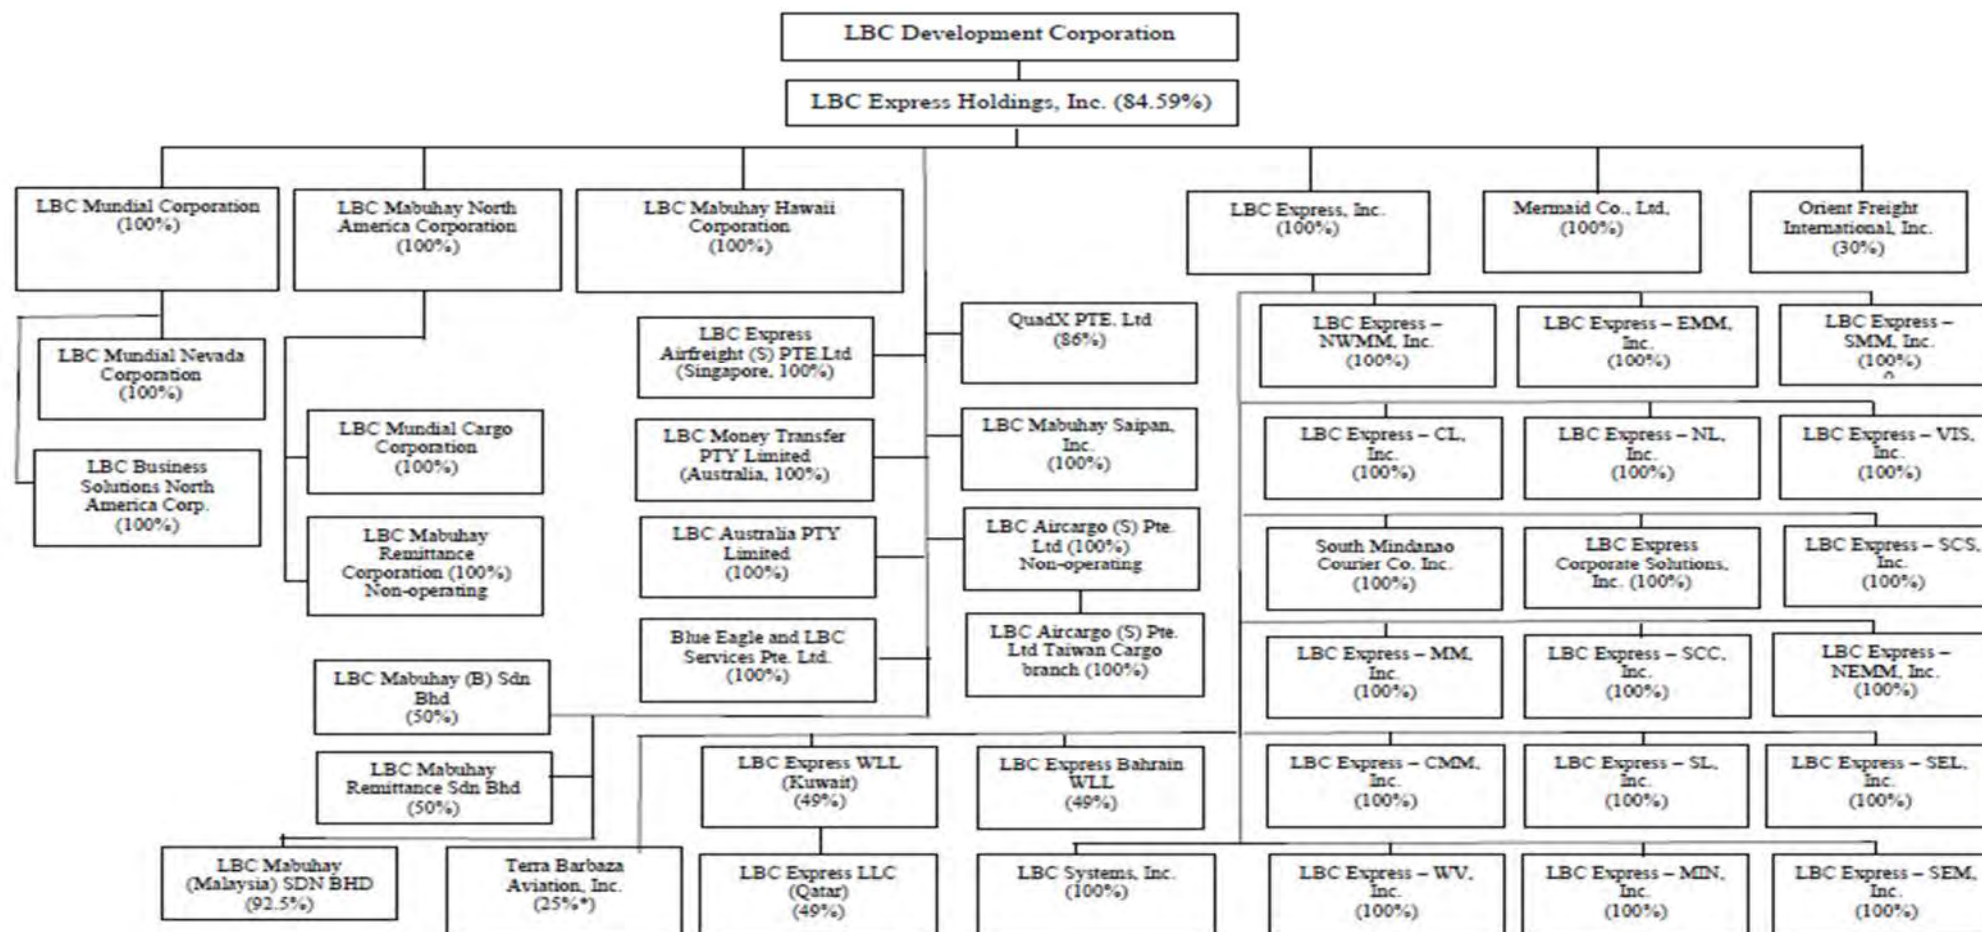 LBC Development Corporation
LBC Express Holdings, Inc. (84.59%)
LBC Mundial Corporation
(100%)
LBC Mabuhay North
America Corporation
(100%)
LBC Mabuhay Hawaii
Corporation
(100%)
LBC Express, Inc.
(100%)
Mermaid Co., Ltd,
(100%)
Orient Freight
International, Inc.
(30%)
LBC Mundial Nevada
Corporation
(100%)
LBC Business
Solutions North
America Corp.
(100%)
LBC Mundial Cargo
Corporation
(100%)
LBC Mabuhay
Remittance
Corporation (100%)
Non-operating
LBC Express
Airfreight (S) PTE.Ltd
(Singapore, 100%)
LBC Money Transfer
PTY Limited
(Australia, 100%)
LBC Australia PTY
Limited
(100%)
Blue Eagle and LBC
Services Pte. Ltd.
(100%)
QuadX PTE. Ltd
(86%)
LBC Mabuhay Saipan,
Inc.
(100%)
LBC Aircargo (S) Pte.
Ltd (100%)
Non-operating
LBC Aircargo (S) Pte.
Ltd Taiwan Cargo
branch (100%)
LBC Express –
NWMM, Inc.
(100%)
LBC Express – EMM,
Inc.
(100%)
LBC Express –
SMM, Inc.
(100%)
LBC Express – CL,
Inc.
(100%)
LBC Express – NL,
Inc.
(100%)
LBC Express – VIS,
Inc.
(100%)
South Mindanao
Courier Co. Inc.
(100%)
LBC Express
Corporate Solutions,
Inc. (100%)
LBC Express – SCS,
Inc.
(100%)
LBC Express – MM,
Inc.
(100%)
LBC Express – SCC,
Inc.
(100%)
LBC Express –
NEMM, Inc.
(100%)
LBC Mabuhay (B) Sdn
Bhd
(50%)
LBC Mabuhay
Remittance Sdn Bhd
(50%)
LBC Express WLL
(Kuwait)
(49%)
LBC Express Bahrain
WLL
(49%)
LBC Express – CMM,
Inc.
(100%)
LBC Express – SL,
Inc.
(100%)
LBC Express – SEL,
Inc.
(100%)
LBC Mabuhay
(Malaysia) SDN BHD
(92.5%)
Terra Barbaza
Aviation, Inc.
(25%*)
LBC Express LLC
(Qatar)
(49%)
LBC Systems, Inc.
(100%)
LBC Express – WV,
Inc.
(100%)
LBC Express – MIN,
Inc.
(100%)
LBC Express – SEM,
Inc.
(100%)